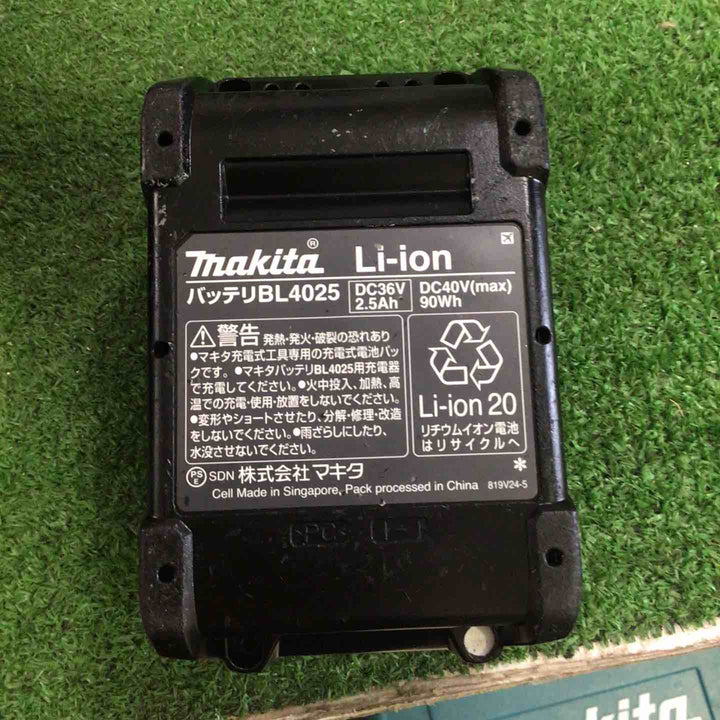 makita® Li-ion
バッテリBL4025 DC36V 2.5Ah DC40V(max) 90Wh
⚠警告 発熱・発火・破裂の恐れあり
●マキタ充電式工具専用の充電式電池パッ
クです。●マキタバッテリBL4025用充電器
で充電してください。●火中投入、加熱、高
温での充電・使用・放置をしないでください。
●変形やショートさせたり、分解・修理・改造
をしないでください。●雨ざらしにしたり、
水没させないでください。
Li-ion 20
リチウムイオン電池
はリサイクルへ
PSE SDN 株式会社マキタ *
Cell Made in Singapore, Pack processed in China 819V24-5